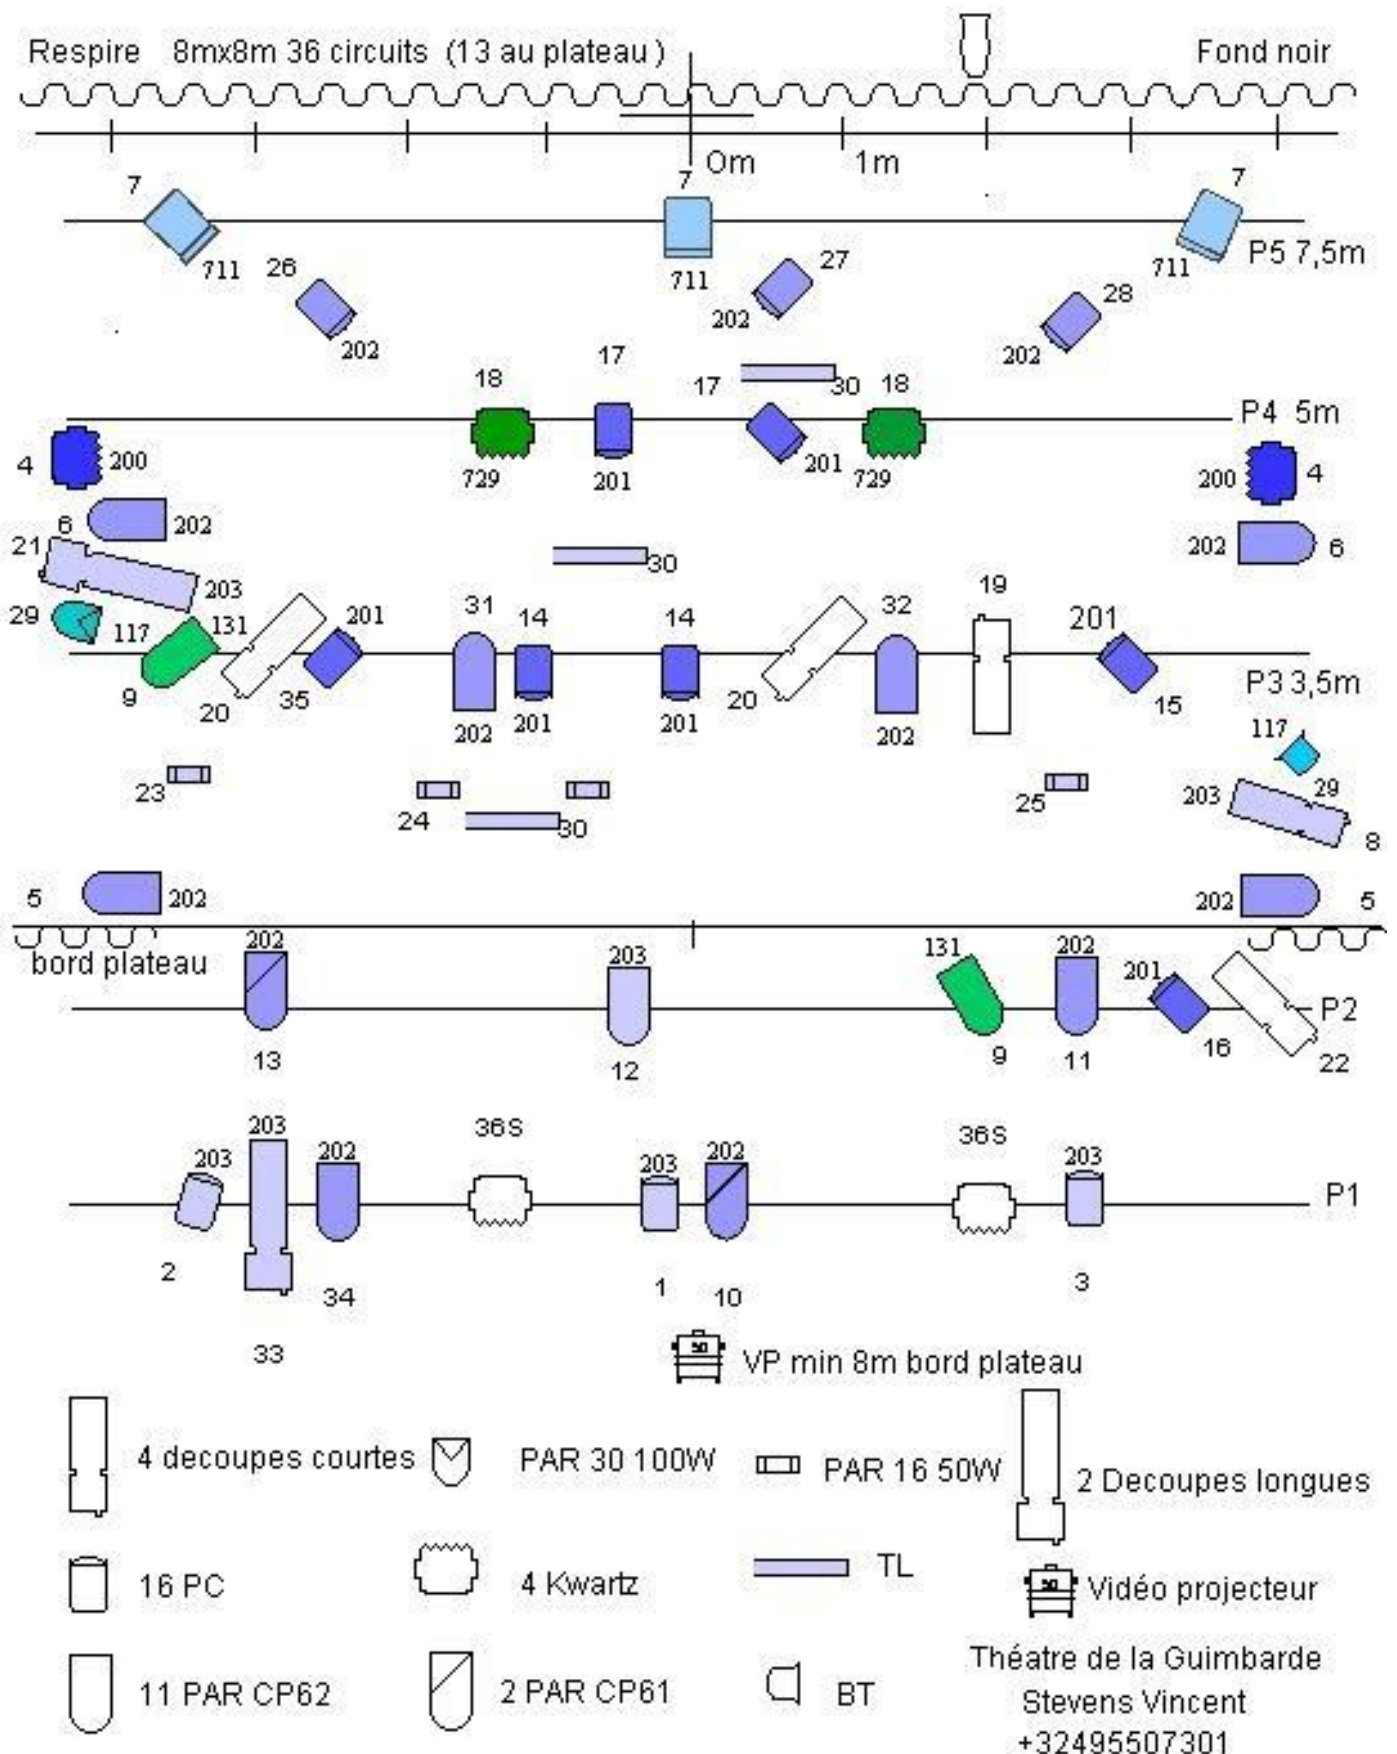 Respire 8mx8m 36 circuits (13 au plateau ) Fond noir
0m 1m
7 7 7
711 26 711 27 711 P5 7,5m
202 202 28
202
17
18 17 30 18
P4 5m
4 200 729 201 201 729 200 4
6 202 202 6
21 203 30
29 117 131 201 31 14 14 32 19 201
9 20 35 202 201 201 20 202 15 P3 3,5m
117
23 24 30 25 203 29
8
5 202 202 5
bord plateau 202 203 131 202 201
P2
13 12 9 11 16 22
203 203 202 36S 203 202 36S 203
P1
2 34 1 10 3
33
50 VP min 8m bord plateau
4 decoupes courtes PAR 30 100W PAR 16 50W 2 Decoupes longues
16 PC 4 Kwartz TL 50 Vidéo projecteur
11 PAR CP62 2 PAR CP61 BT
Théatre de la Guimbarde
Stevens Vincent
+32495507301